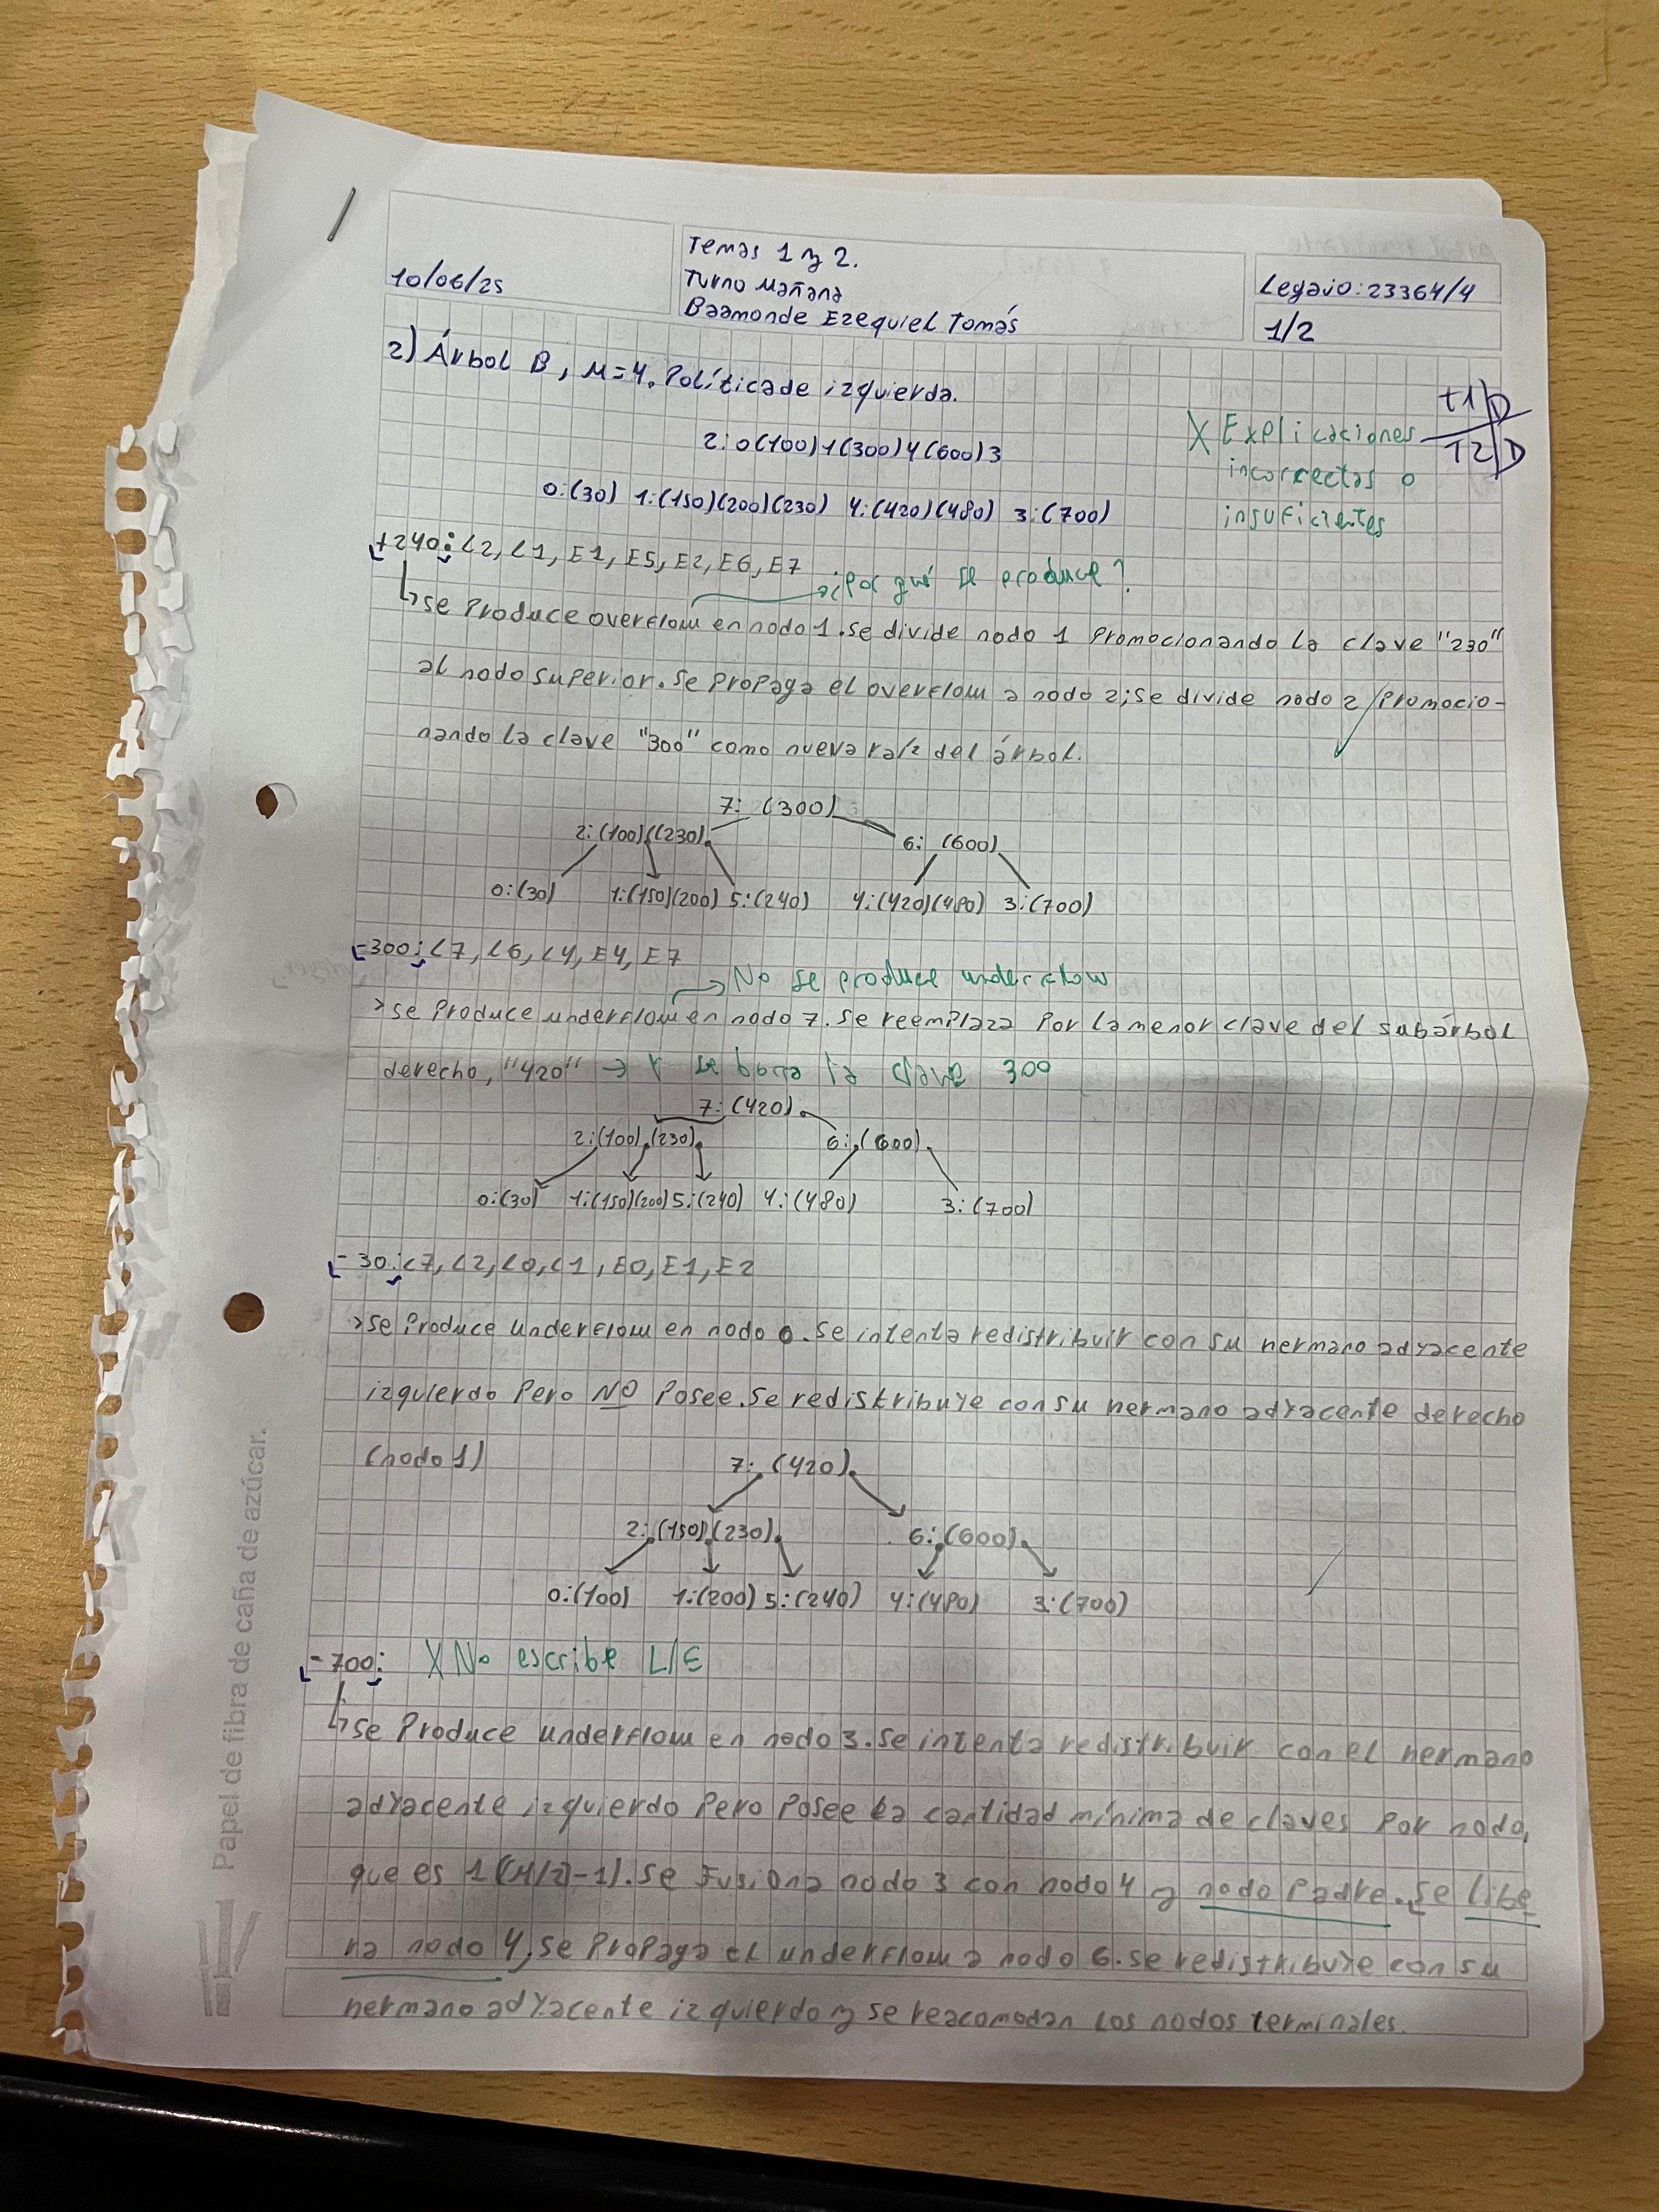 10/06/25
Temas 1 y 2.
Turno Mañana
Baamonde Ezequiel Tomás
Legajo: 23364/4
1/2
2) Árbol B, M=4. Política de izquierda.
T1/D
T2/D
X Explicaciones
incorrectas o
insuficientes
2: 0(100)1(300)4(600)3
0:(30) 1:(150)(200)(230) 4:(420)(480) 3:(700)
+240: L2, L1, E1, E5, E2, E6, E7
¿Por qué se produce?
↳ se produce overflow en nodo 1. se divide nodo 1 promocionando la clave "230"
al nodo superior. se propaga el overflow a nodo 2; se divide nodo 2 promocio-
nando la clave "300" como nueva raíz del árbol.
7: (300)
2: (100)(230) 6: (600)
0:(30) 1:(150)(200) 5:(240) 4:(420)(480) 3:(700)
-300: L7, L6, L4, E4, E7
→ No se produce underflow
> se produce underflow en nodo 7. se reemplaza por la menor clave del subárbol
derecho, "420" → y se borra la clave 300
7: (420)
2:(100)(230) 6:(600)
0:(30) 1:(150)(200) 5:(240) 4:(480) 3:(700)
-30: L7, L2, L0, L1, E0, E1, E2
> se produce underflow en nodo 0. se intenta redistribuir con su hermano adyacente
izquierdo pero NO posee. se redistribuye con su hermano adyacente derecho
(nodo 1)
7: (420)
2: (150)(230) 6: (600)
0:(100) 1:(200) 5:(240) 4:(480) 3:(700)
-700: X No escribe L/E
↳ se produce underflow en nodo 3. se intenta redistribuir con el hermano
adyacente izquierdo pero posee la cantidad mínima de claves por nodo,
que es 1 ((M/2)-1). se fusiona nodo 3 con nodo 4 y nodo padre. se libe
ra nodo 4, se propaga el underflow a nodo 6. se redistribuye con su
hermano adyacente izquierdo y se reacomodan los nodos terminales.
Papel de fibra de caña de azúcar.